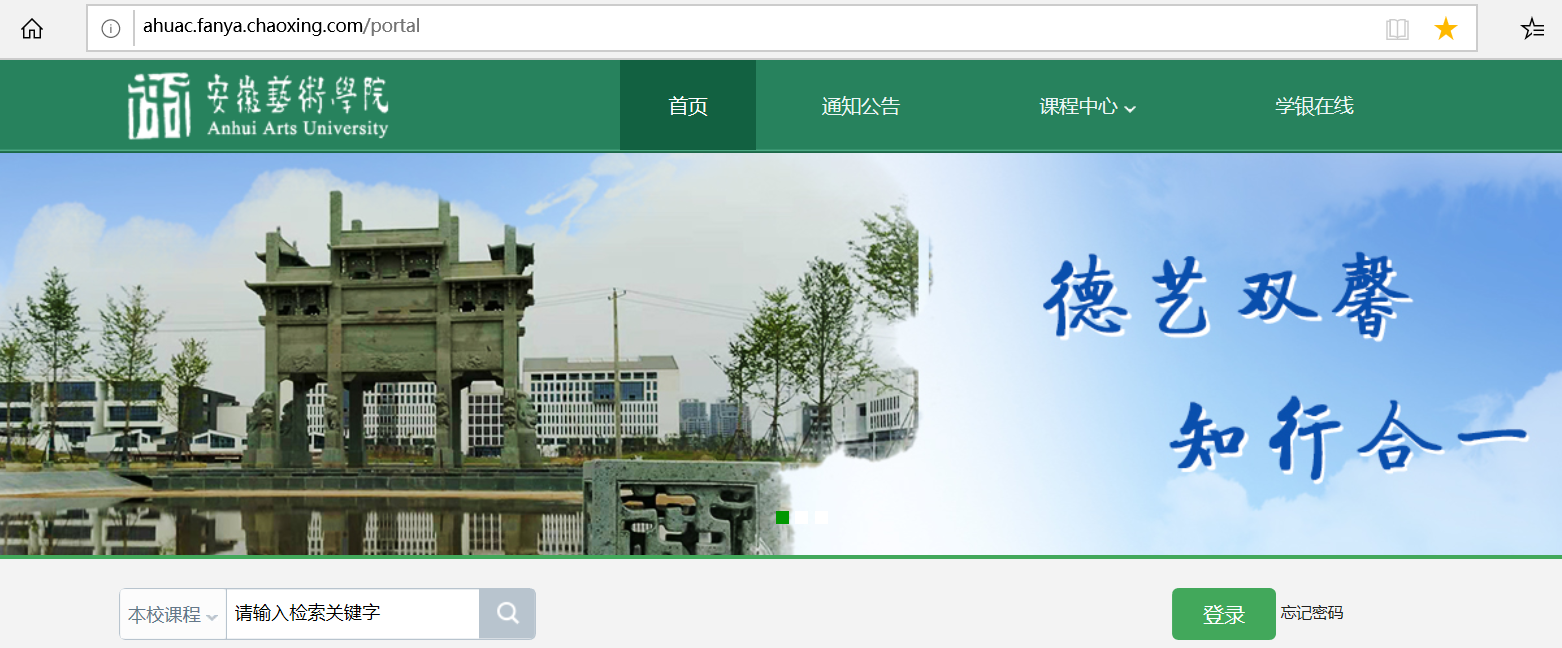 ahuac.fanya.chaoxing.com/portal
安徽藝術學院
Anhui Arts University
首页
通知公告
课程中心
学银在线
德艺双馨
知行合一
本校课程
请输入检索关键字
登录
忘记密码